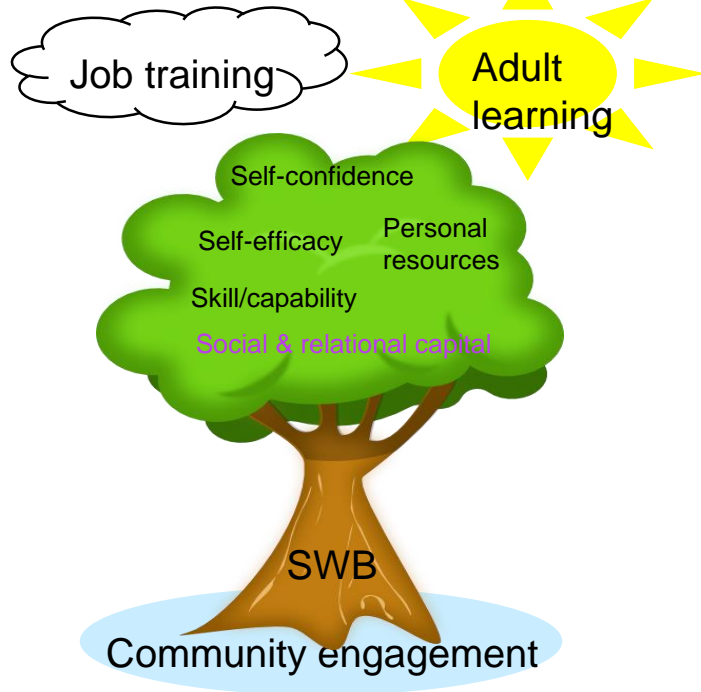 Job training
Adult
learning
Self-confidence
Self-efficacy
Personal
resources
Skill/capability
Social & relational capital
SWB
Community engagement